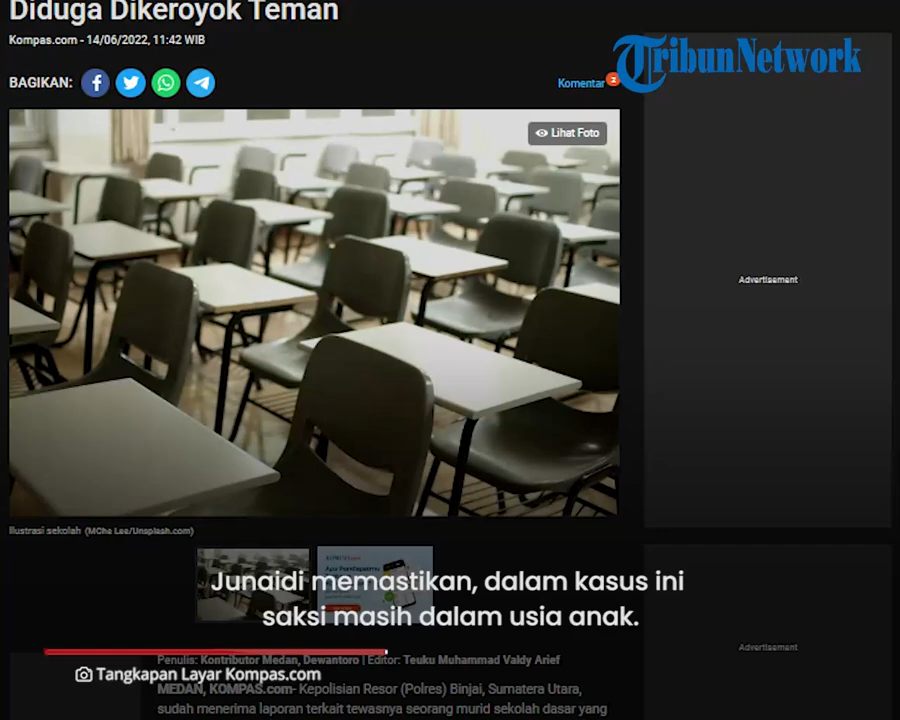 Diduga Dikeroyok Teman
Kompas.com - 14/06/2022, 11:42 WIB
TribunNetwork
BAGIKAN:
Komentar 2
Lihat Foto
Advertisement
Ilustrasi sekolah (MChe Lee/Unsplash.com)
Junaidi memastikan, dalam kasus ini
saksi masih dalam usia anak.
Advertisement
Penulis: Kontributor Medan, Dewantoro | Editor: Teuku Muhammad Valdy Arief
Tangkapan Layar Kompas.com
MEDAN, KOMPAS.com- Kepolisian Resor (Polres) Binjai, Sumatera Utara,
sudah menerima laporan terkait tewasnya seorang murid sekolah dasar yang